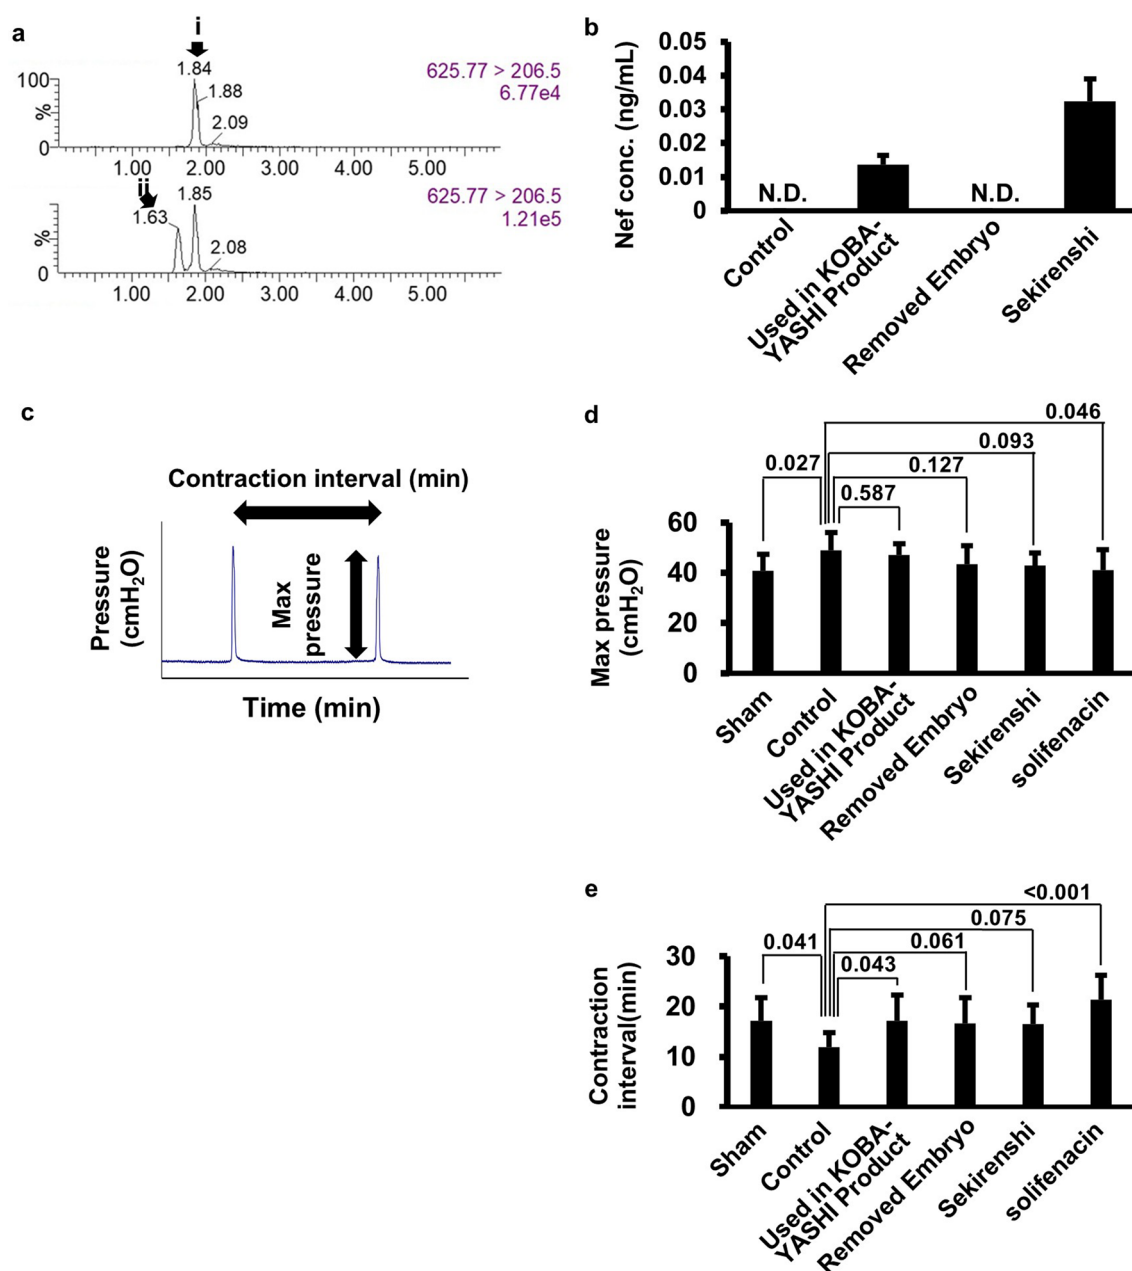 a
i
1.84
1.88
2.09
625.77 > 206.5
6.77e4
100
%
0
1.00 2.00 3.00 4.00 5.00
ii
1.63
1.85
2.08
625.77 > 206.5
1.21e5
%
0
1.00 2.00 3.00 4.00 5.00
b
Nef conc. (ng/mL)
0.05
0.04
0.03
0.02
0.01
0
N.D.
N.D.
Control
Used in KOBA-
YASHI Product
Removed Embryo
Sekirenshi
c
Contraction interval (min)
Pressure
(cmH₂O)
Max
pressure
Time (min)
d
0.046
0.093
0.027
0.127
0.587
Max pressure
(cmH₂O)
60
40
20
0
Sham
Control
Used in KOBA-
YASHI Product
Removed Embryo
Sekirenshi
solifenacin
e
<0.001
0.075
0.041
0.061
0.043
Contraction
interval(min)
30
20
10
0
Sham
Control
Used in KOBA-
YASHI Product
Removed Embryo
Sekirenshi
solifenacin